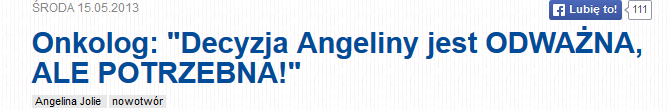 ŚRODA 15.05.2013
Lubię to! 111
Onkolog: "Decyzja Angeliny jest ODWAŻNA,
ALE POTRZEBNA!"
Angelina Jolie nowotwór